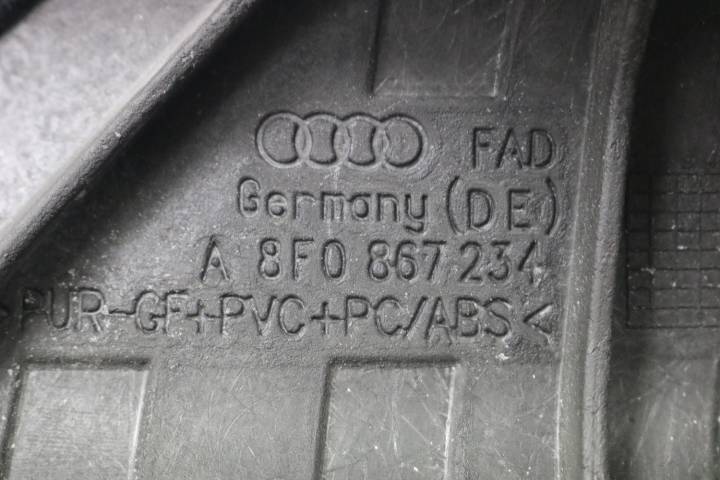 FAD
Germany (DE)
A 8F0 867 234
>PUR-GF+PVC+PC/ABS<